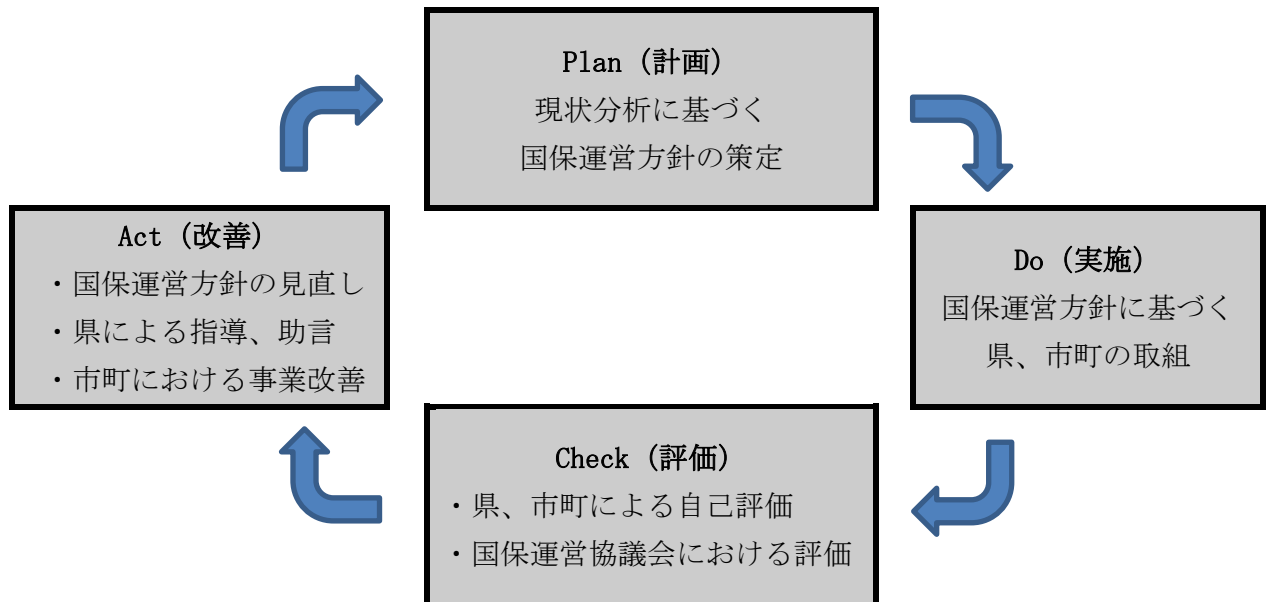 Plan（計画）
現状分析に基づく
国保運営方針の策定
Do（実施）
国保運営方針に基づく
県、市町の取組
Check（評価）
・県、市町による自己評価
・国保運営協議会における評価
Act（改善）
・国保運営方針の見直し
・県による指導、助言
・市町における事業改善